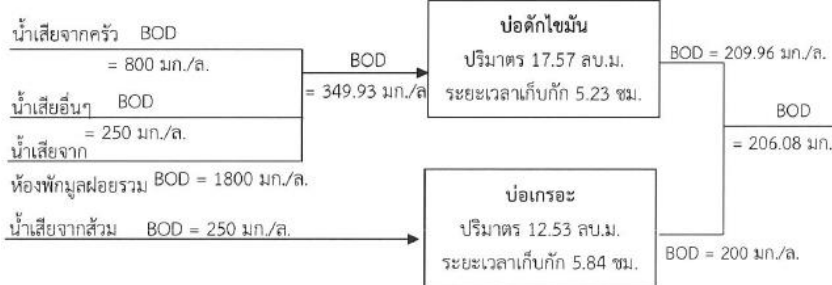 น้ำเสียจากครัว BOD
= 800 มก./ล.
น้ำเสียอื่นๆ BOD
= 250 มก./ล.
น้ำเสียจาก
ห้องพักมูลฝอยรวม BOD = 1800 มก./ล.
BOD
= 349.93 มก./ล
บ่อดักไขมัน
ปริมาตร 17.57 ลบ.ม.
ระยะเวลาเก็บกัก 5.23 ชม.
BOD = 209.96 มก./ล.
BOD
= 206.08 มก.
น้ำเสียจากส้วม BOD = 250 มก./ล.
บ่อเกรอะ
ปริมาตร 12.53 ลบ.ม.
ระยะเวลาเก็บกัก 5.84 ชม.
BOD = 200 มก./ล.